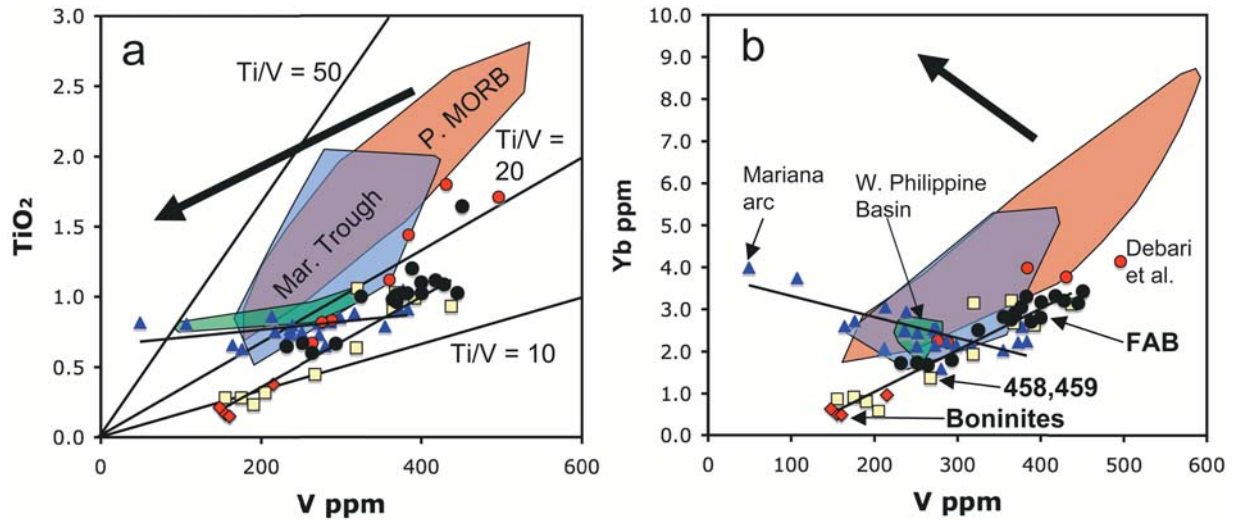 a
3.0
2.5
2.0
1.5
1.0
0.5
0.0
TiO2
0
200
400
600
V ppm
Ti/V = 50
P. MORB
Ti/V =
20
Mar. Trough
Ti/V = 10
b
10.0
9.0
8.0
7.0
6.0
5.0
4.0
3.0
2.0
1.0
0.0
Yb ppm
0
100
200
300
400
500
600
V ppm
Mariana
arc
W. Philippine
Basin
Debari
et al.
FAB
458,459
Boninites